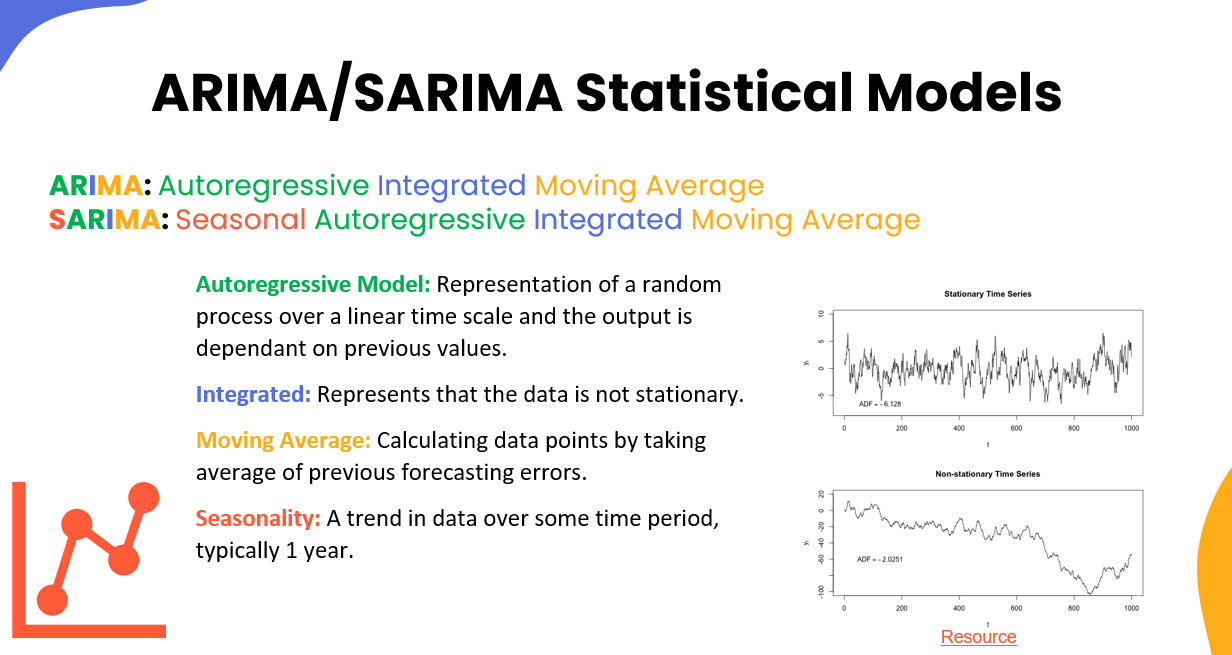 ARIMA/SARIMA Statistical Models
ARIMA: Autoregressive Integrated Moving Average
SARIMA: Seasonal Autoregressive Integrated Moving Average
Autoregressive Model: Representation of a random
process over a linear time scale and the output is
dependant on previous values.
Integrated: Represents that the data is not stationary.
Moving Average: Calculating data points by taking
average of previous forecasting errors.
Seasonality: A trend in data over some time period,
typically 1 year.
Stationary Time Series
10
5
0
-5
yₜ
ADF = −6.128
0 200 400 600 800 1000
t
Non-stationary Time Series
20
0
-20
-40
-60
-100
yₜ
ADF = −2.0251
0 200 400 600 800 1000
t
Resource